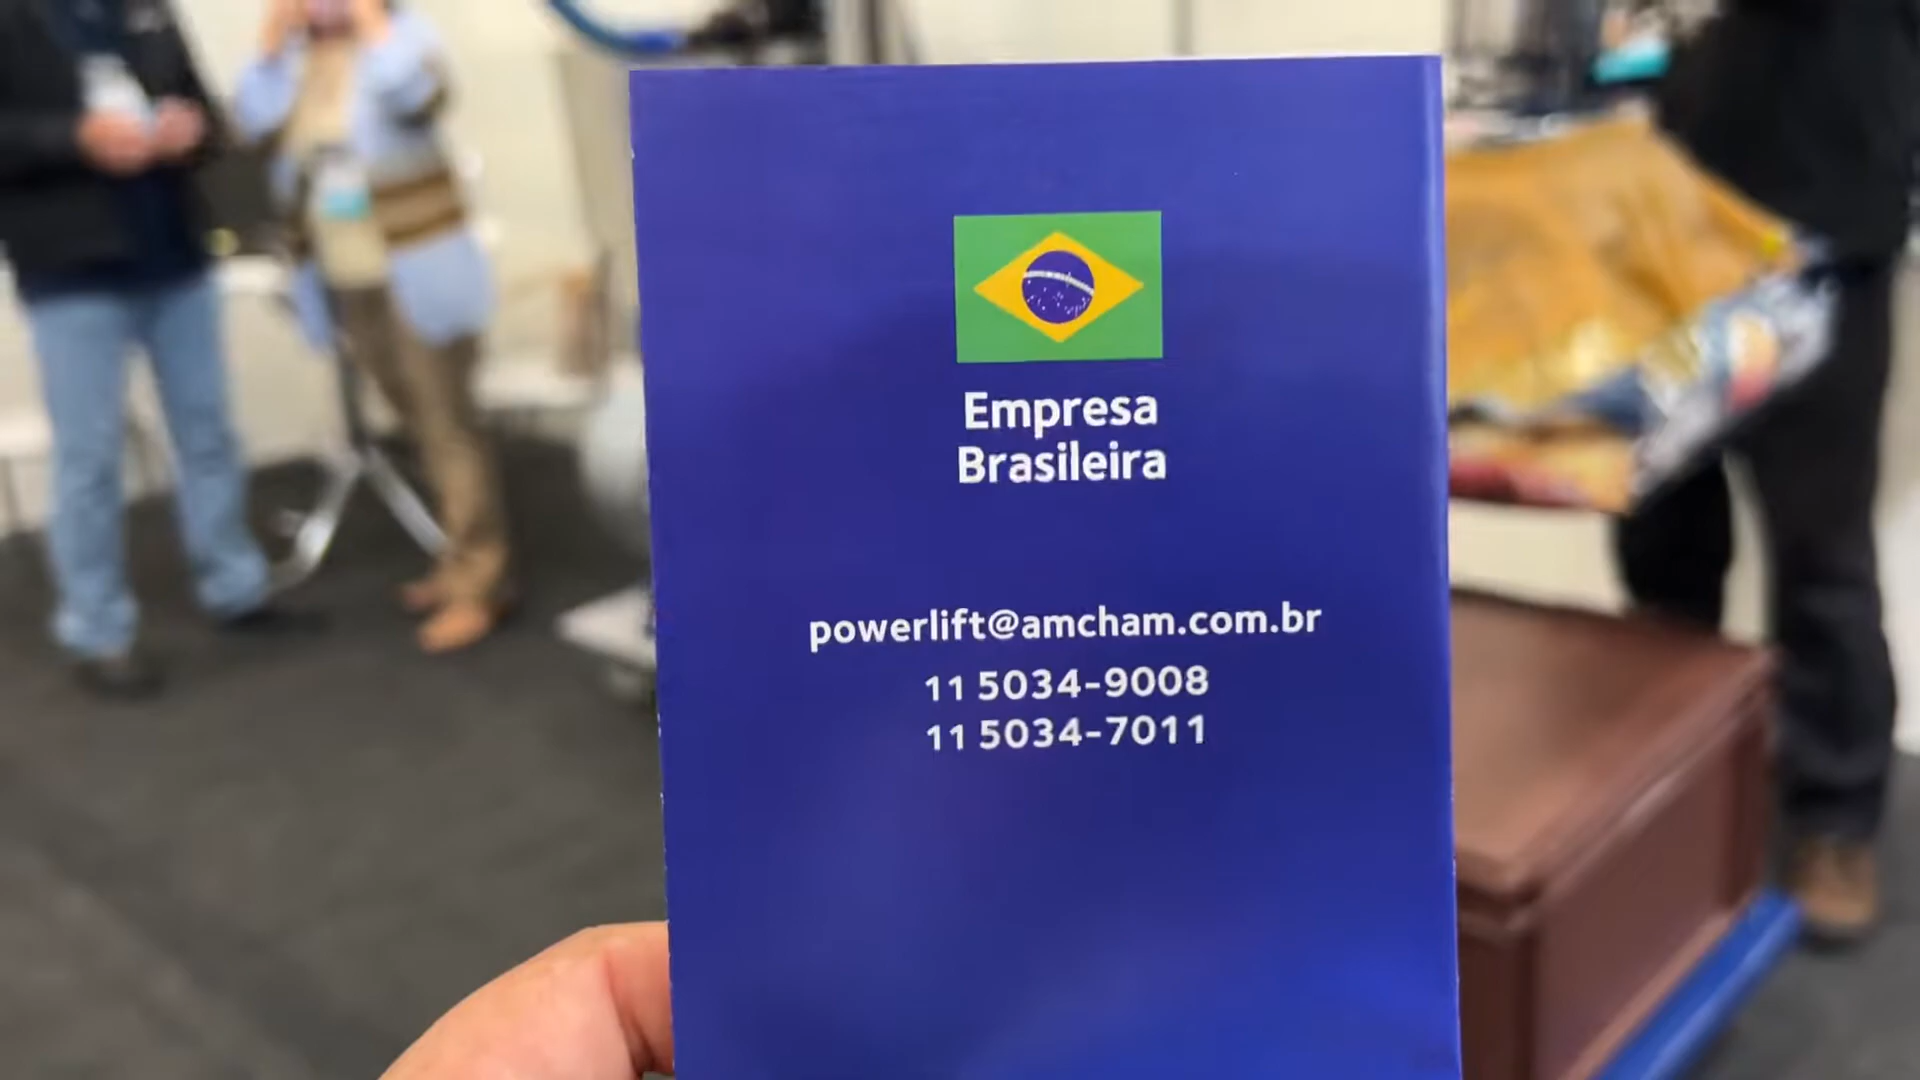 Empresa
Brasileira
powerlift@amcham.com.br
11 5034-9008
11 5034-7011